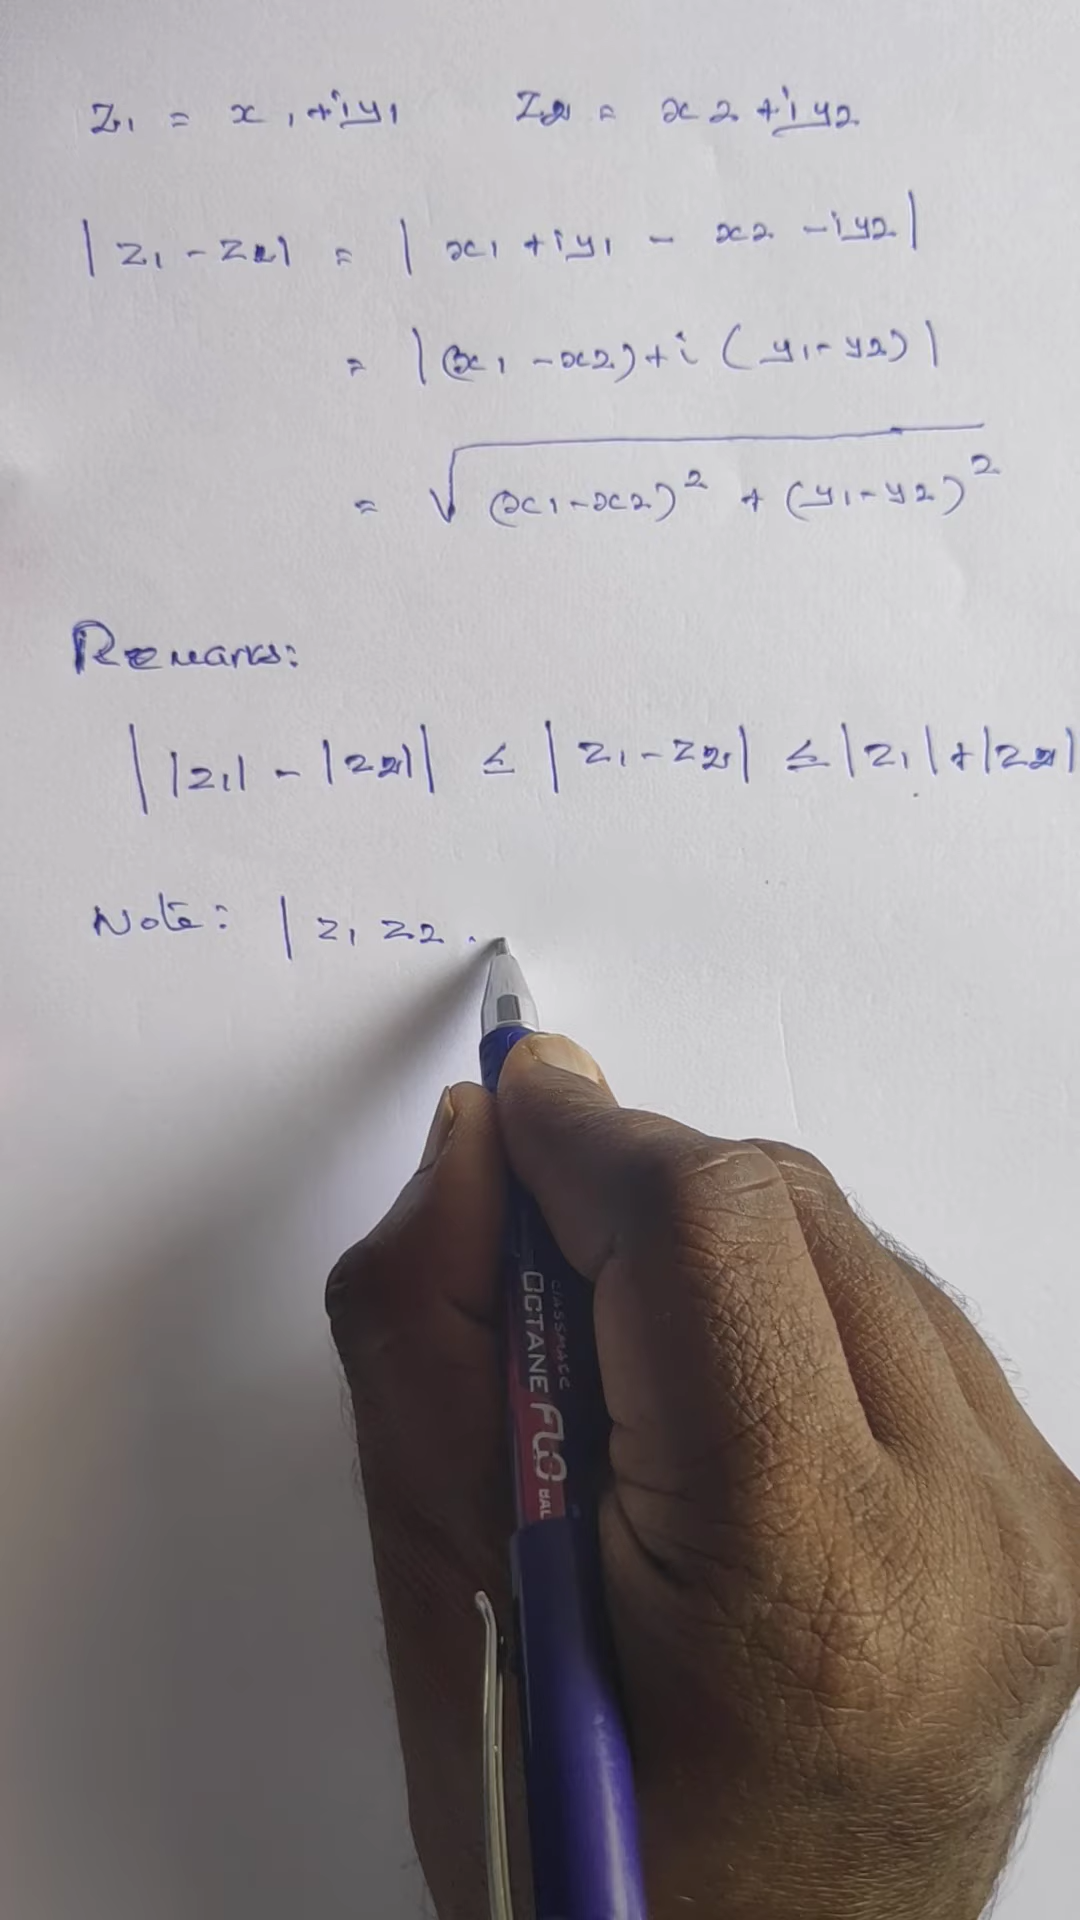 z1 = x1+iy1 z2 = x2+iy2
|z1-z2| = |x1+iy1-x2-iy2|
= |(x1-x2)+i(y1-y2)|
= √(x1-x2)² + (y1-y2)²
Remarks:
||z1|-|z2|| ≤ |z1-z2| ≤ |z1|+|z2|
Note: |z1 z2 .
CLASSMATE
OCTANE FLO